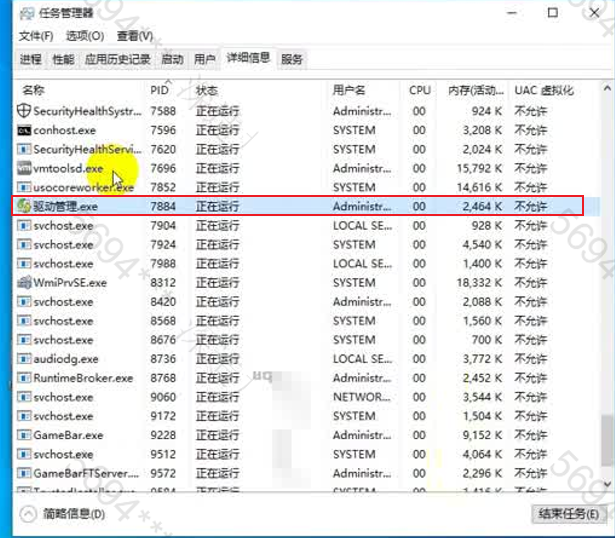 任务管理器
文件(F) 选项(O) 查看(V)
进程 性能 应用历史记录 启动 用户 详细信息 服务
名称 PID 状态 用户名 CPU 内存(活动... UAC 虚拟化
SecurityHealthSystr... 7588 正在运行 Administr... 00 924 K 不允许
conhost.exe 7596 正在运行 SYSTEM 00 3,208 K 不允许
SecurityHealthServi... 7620 正在运行 SYSTEM 00 2,024 K 不允许
vmtoolsd.exe 7696 正在运行 Administr... 00 15,792 K 不允许
usocoreworker.exe 7852 正在运行 SYSTEM 00 14,616 K 不允许
驱动管理.exe 7884 正在运行 Administr... 00 2,464 K 不允许
svchost.exe 7904 正在运行 LOCAL SE... 00 928 K 不允许
svchost.exe 7924 正在运行 SYSTEM 00 4,540 K 不允许
svchost.exe 7988 正在运行 LOCAL SE... 00 1,400 K 不允许
WmiPrvSE.exe 8312 正在运行 SYSTEM 00 18,332 K 不允许
svchost.exe 8420 正在运行 Administr... 00 2,088 K 不允许
svchost.exe 8568 正在运行 SYSTEM 00 1,560 K 不允许
svchost.exe 8676 正在运行 SYSTEM 00 700 K 不允许
audiodg.exe 8736 正在运行 LOCAL SE... 00 3,772 K 不允许
RuntimeBroker.exe 8768 正在运行 Administr... 00 2,452 K 不允许
svchost.exe 9060 正在运行 NETWOR... 00 3,544 K 不允许
svchost.exe 9172 正在运行 SYSTEM 00 1,504 K 不允许
GameBar.exe 9228 正在运行 Administr... 00 9,152 K 不允许
svchost.exe 9512 正在运行 SYSTEM 00 4,064 K 不允许
GameBarFTServer.... 9572 正在运行 Administr... 00 2,296 K 不允许
简略信息(D) 结束任务(E)